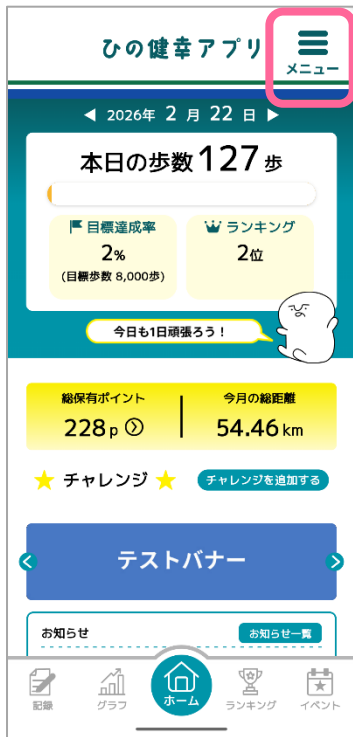 ひの健幸アプリ
メニュー
◀ 2026年 2 月 22 日 ▶
本日の歩数 127 歩
目標達成率
2%
(目標歩数 8,000歩)
ランキング
2位
今日も1日頑張ろう！
総保有ポイント
228 p
今月の総距離
54.46 km
チャレンジ
チャレンジを追加する
テストバナー
お知らせ
お知らせ一覧
記録
グラフ
ホーム
ランキング
イベント